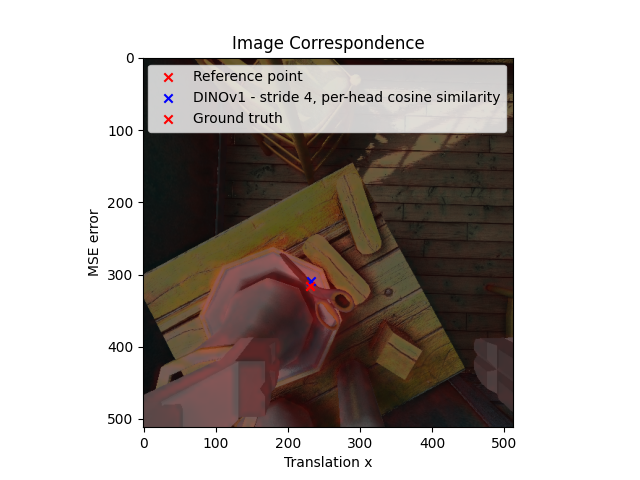 Image Correspondence
Reference point
DINOv1 - stride 4, per-head cosine similarity
Ground truth
0
100
200
300
400
500
MSE error
0
100
200
300
400
500
Translation x